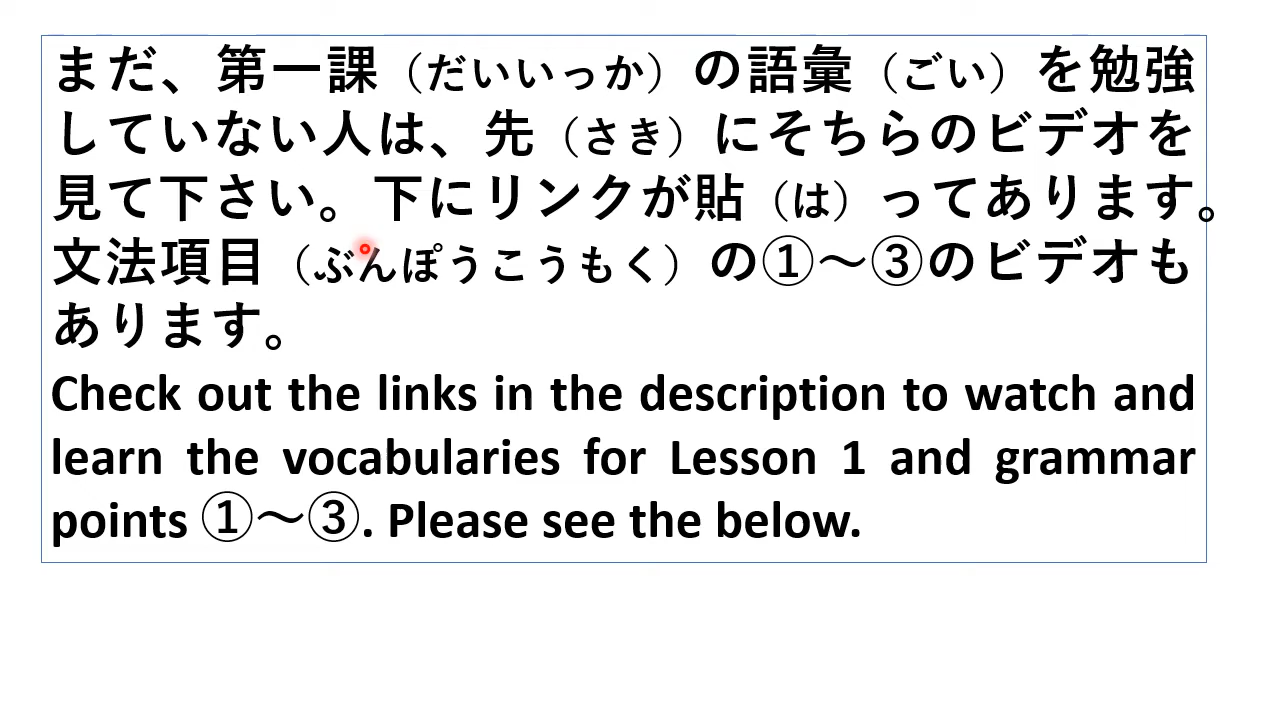 まだ、第一課（だいいっか）の語彙（ごい）を勉強
していない人は、先（さき）にそちらのビデオを
見て下さい。下にリンクが貼（は）ってあります。
文法項目（ぶんぽうこうもく）の①～③のビデオも
あります。
Check out the links in the description to watch and
learn the vocabularies for Lesson 1 and grammar
points ①～③. Please see the below.